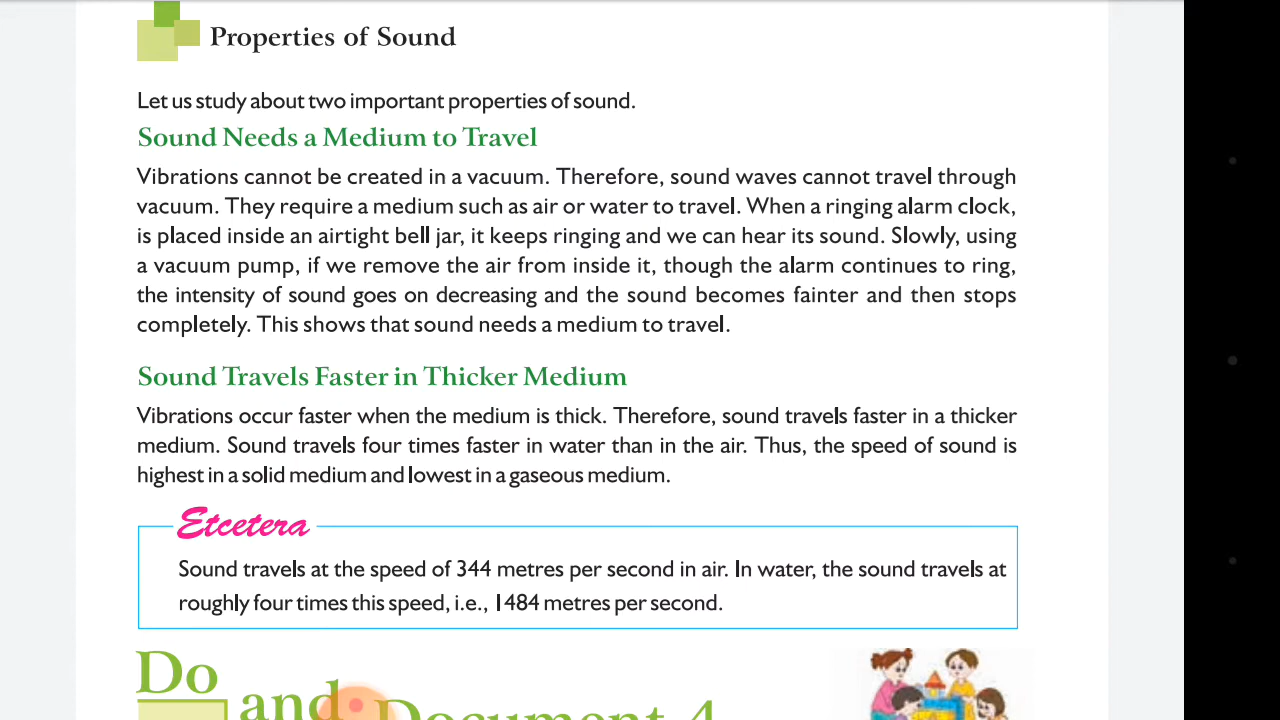 Properties of Sound
Let us study about two important properties of sound.
Sound Needs a Medium to Travel
Vibrations cannot be created in a vacuum. Therefore, sound waves cannot travel through
vacuum. They require a medium such as air or water to travel. When a ringing alarm clock,
is placed inside an airtight bell jar, it keeps ringing and we can hear its sound. Slowly, using
a vacuum pump, if we remove the air from inside it, though the alarm continues to ring,
the intensity of sound goes on decreasing and the sound becomes fainter and then stops
completely. This shows that sound needs a medium to travel.
Sound Travels Faster in Thicker Medium
Vibrations occur faster when the medium is thick. Therefore, sound travels faster in a thicker
medium. Sound travels four times faster in water than in the air. Thus, the speed of sound is
highest in a solid medium and lowest in a gaseous medium.
Etcetera
Sound travels at the speed of 344 metres per second in air. In water, the sound travels at
roughly four times this speed, i.e., 1484 metres per second.
Do
and
Document 4